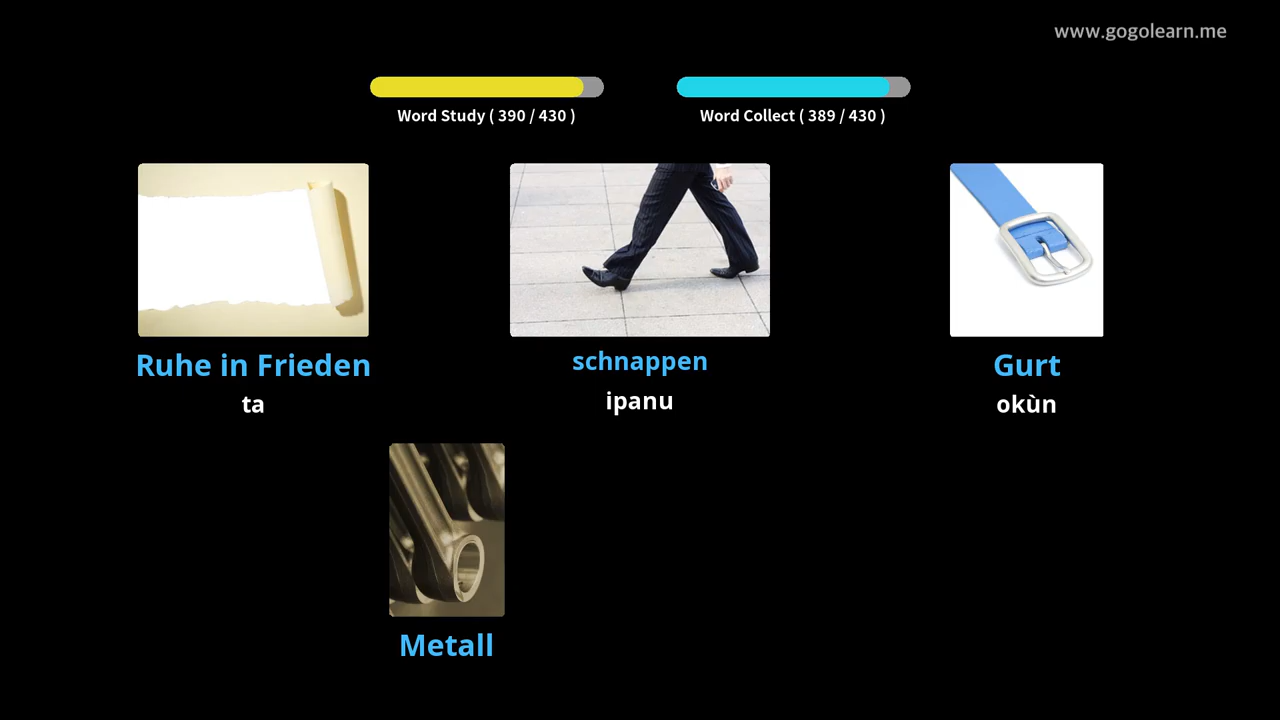 www.gogolearn.me
Word Study ( 390 / 430 )
Word Collect ( 389 / 430 )
Ruhe in Frieden
ta
schnappen
ipanu
Gurt
okùn
Metall